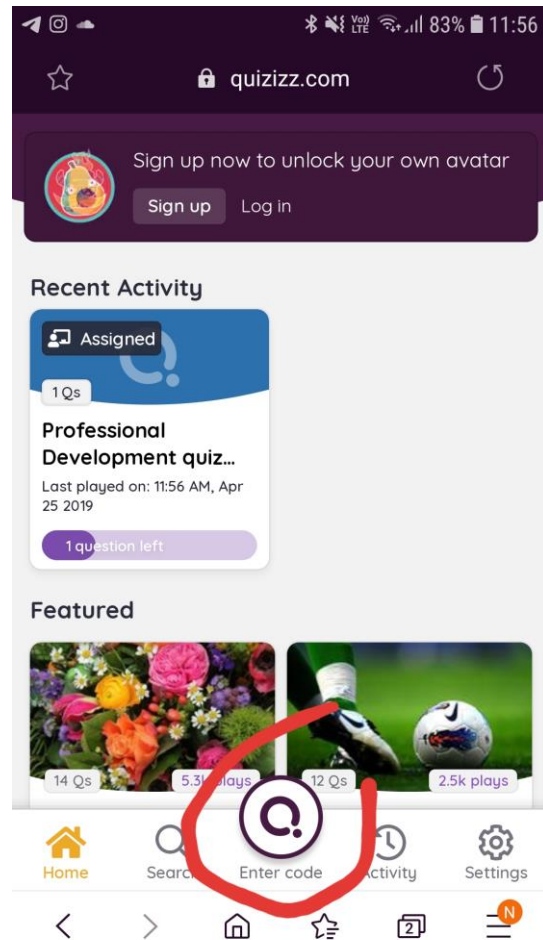 Vo)) LTE 83% 11:56
quizizz.com
Sign up now to unlock your own avatar
Sign up Log in
Recent Activity
Assigned
1 Qs
Professional
Development quiz...
Last played on: 11:56 AM, Apr
25 2019
1 question left
Featured
14 Qs 5.3k plays 12 Qs 2.5k plays
Home Search Enter code Activity Settings
2 N